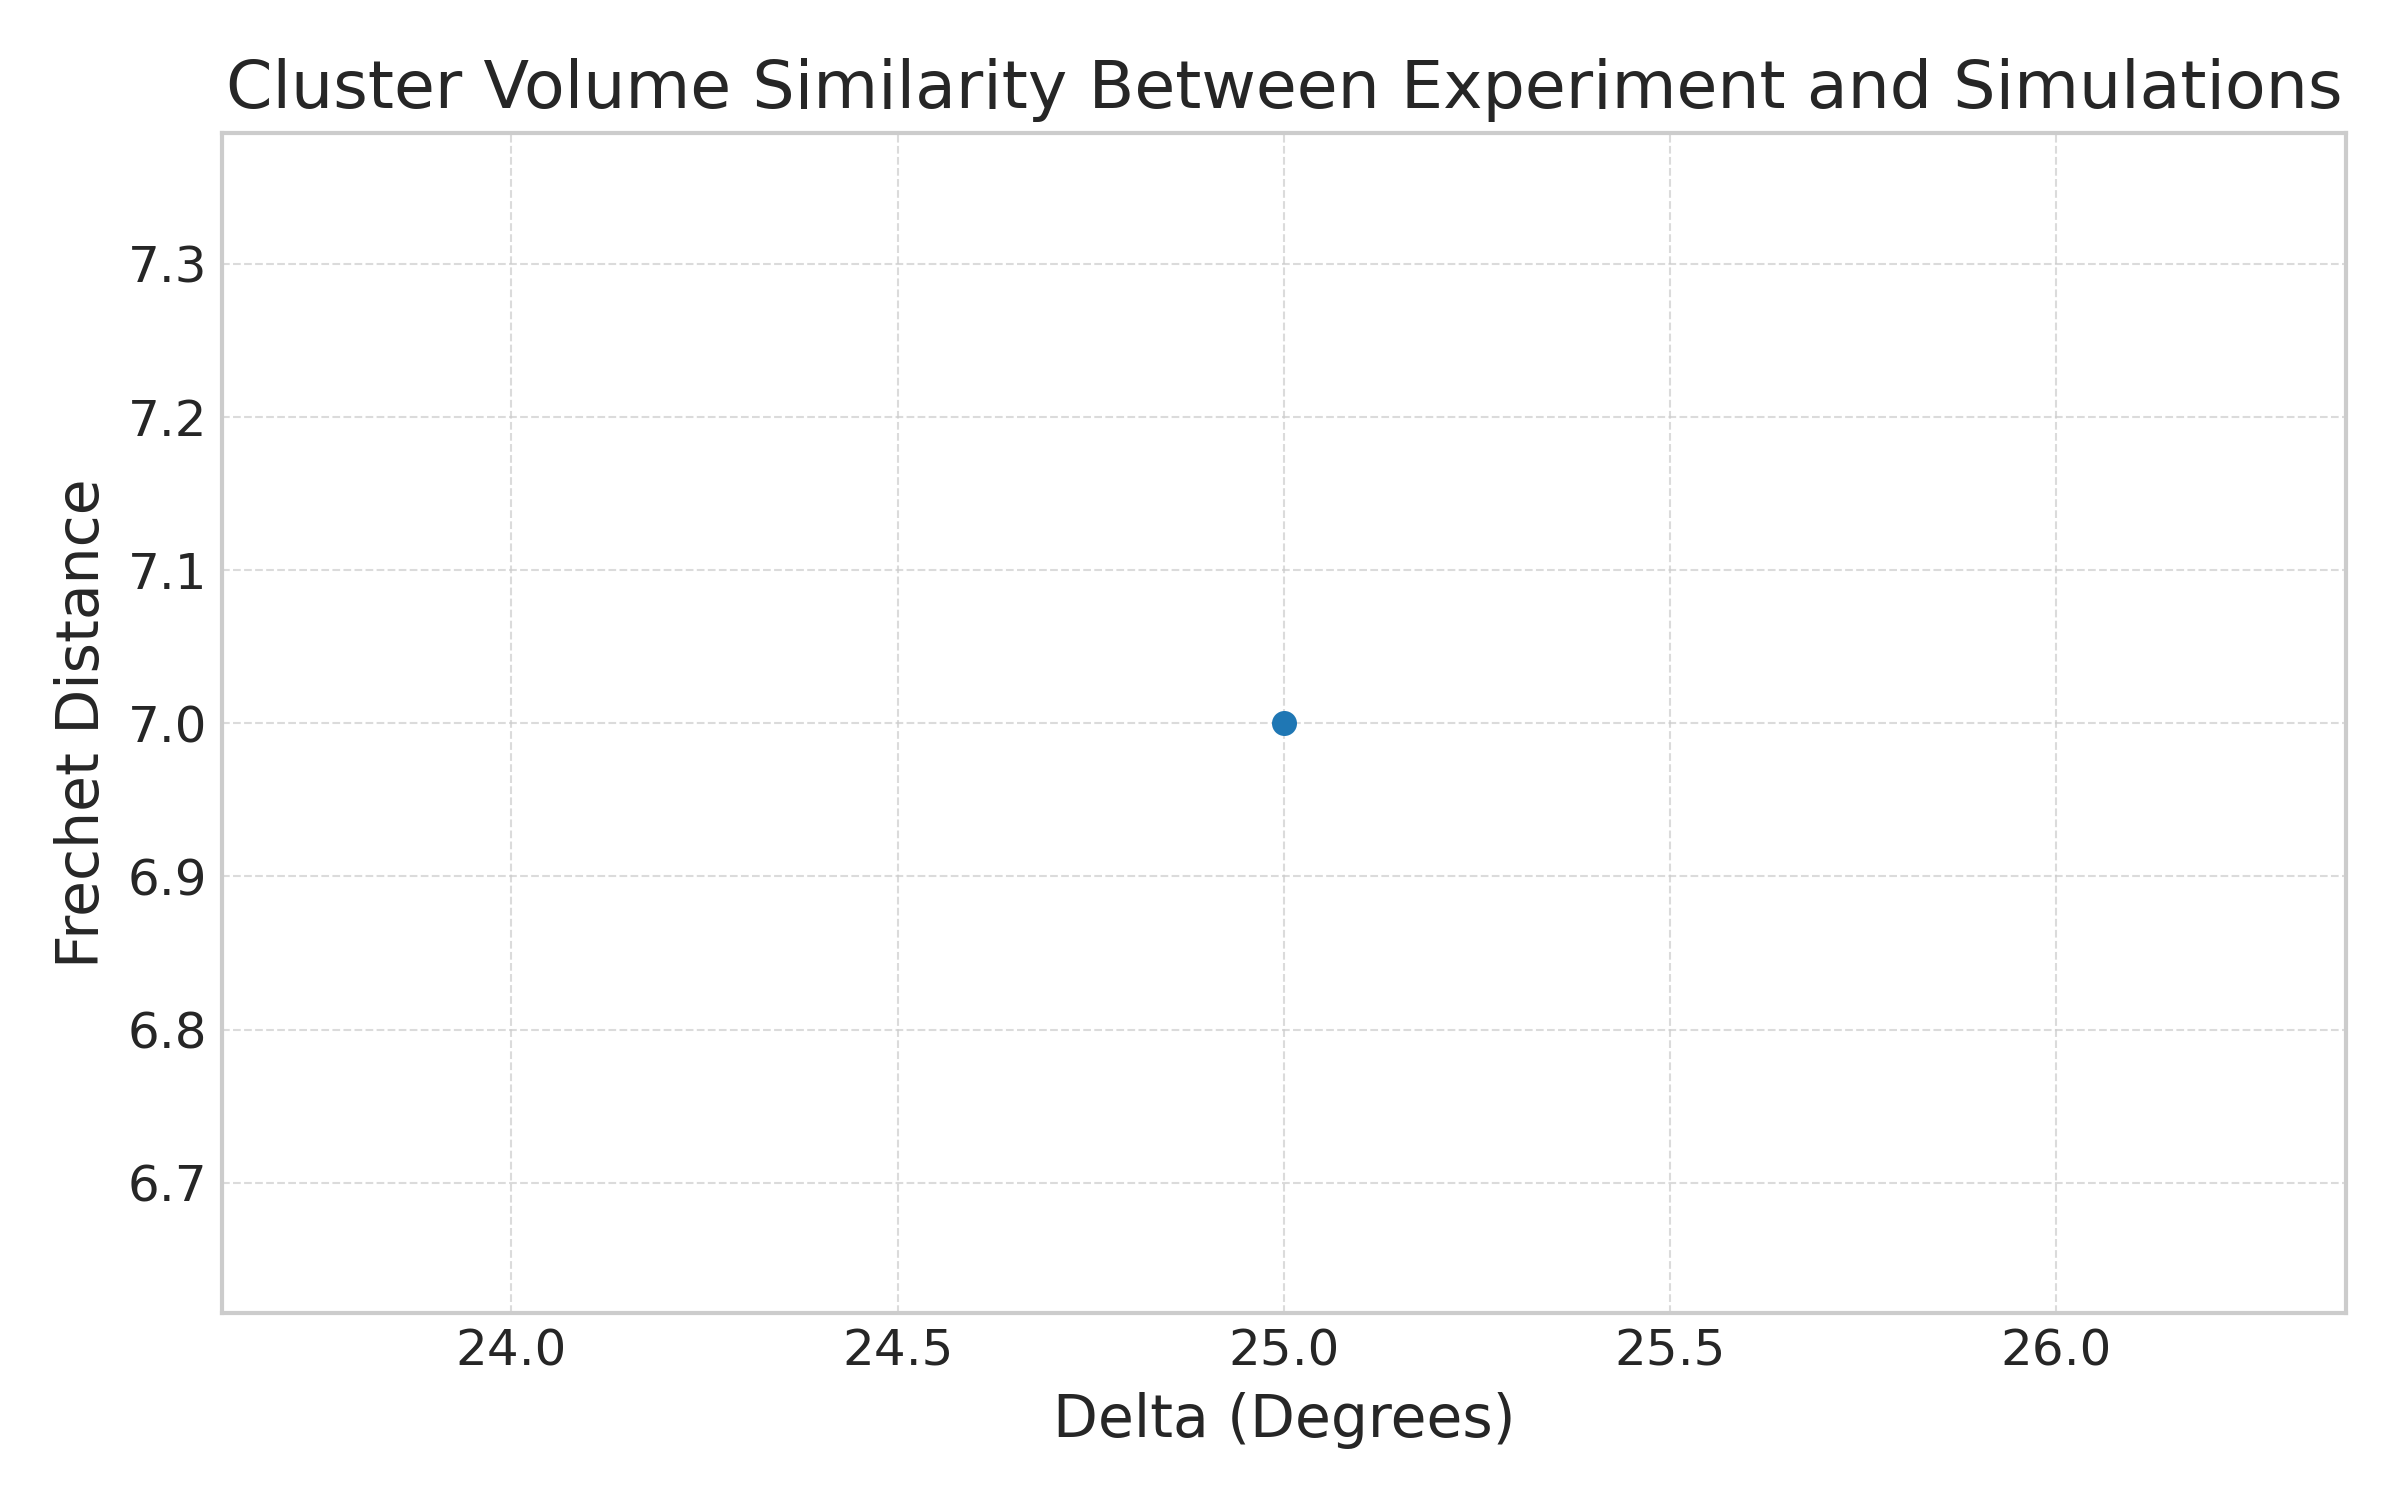 Cluster Volume Similarity Between Experiment and Simulations
7.3
7.2
7.1
7.0
6.9
6.8
6.7
Frechet Distance
24.0 24.5 25.0 25.5 26.0
Delta (Degrees)